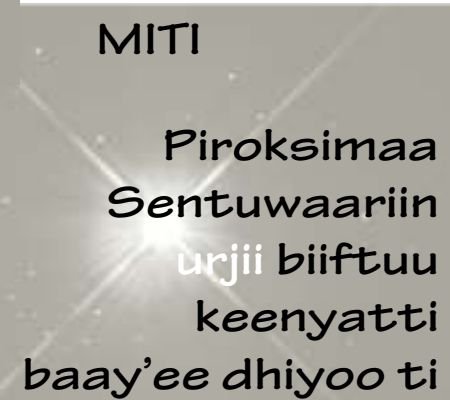 MITI
Piroksimaa
Sentuwaariin
urjii biiftuu
keenyatti
baay'ee dhiyoo ti